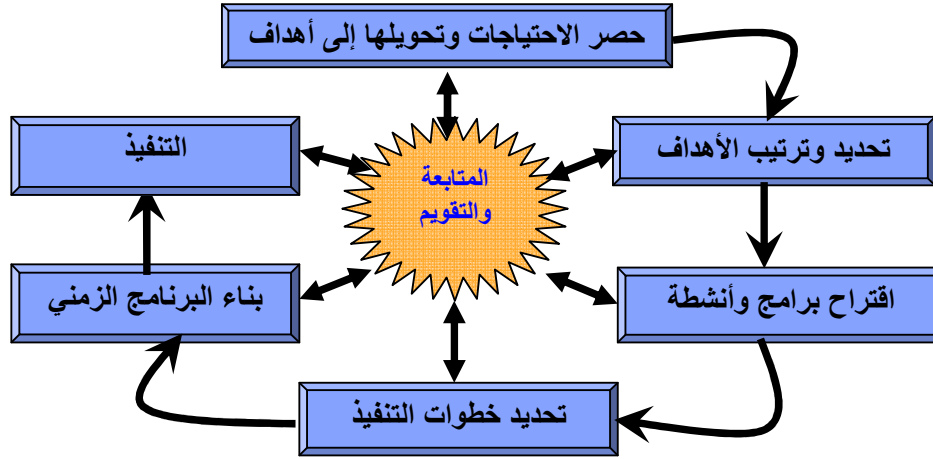 حصر الاحتياجات وتحويلها إلى أهداف
تحديد وترتيب الأهداف
اقتراح برامج وأنشطة
تحديد خطوات التنفيذ
بناء البرنامج الزمني
التنفيذ
المتابعة
والتقويم